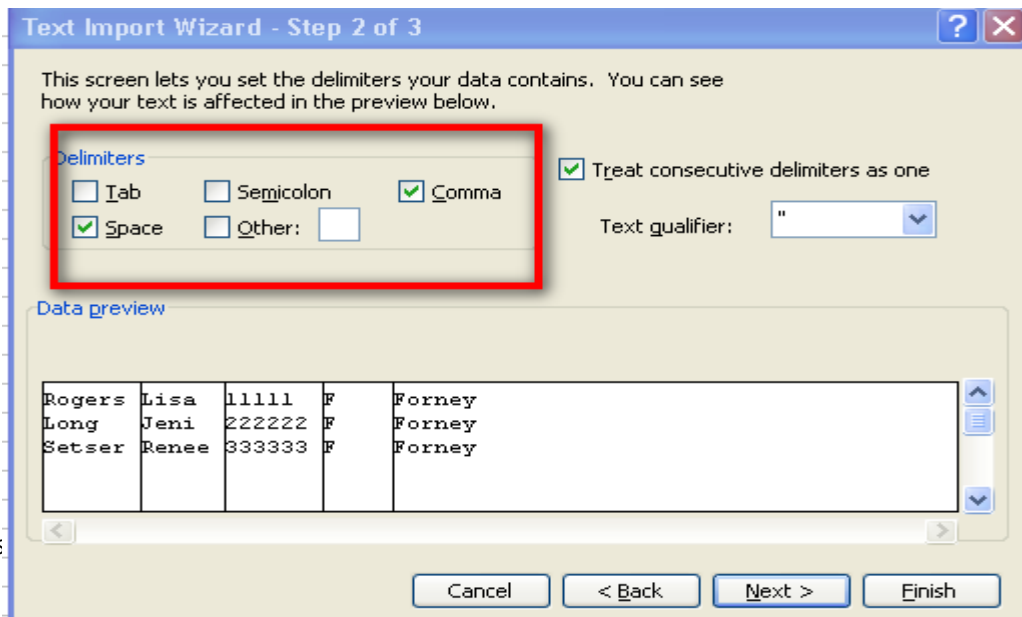 Text Import Wizard - Step 2 of 3
This screen lets you set the delimiters your data contains. You can see
how your text is affected in the preview below.
Delimiters
Tab Semicolon Comma
Space Other:
Treat consecutive delimiters as one
Text qualifier: "
Data preview
Rogers Lisa 11111 F Forney
Long Jeni 222222 F Forney
Setser Renee 333333 F Forney
Cancel < Back Next > Finish